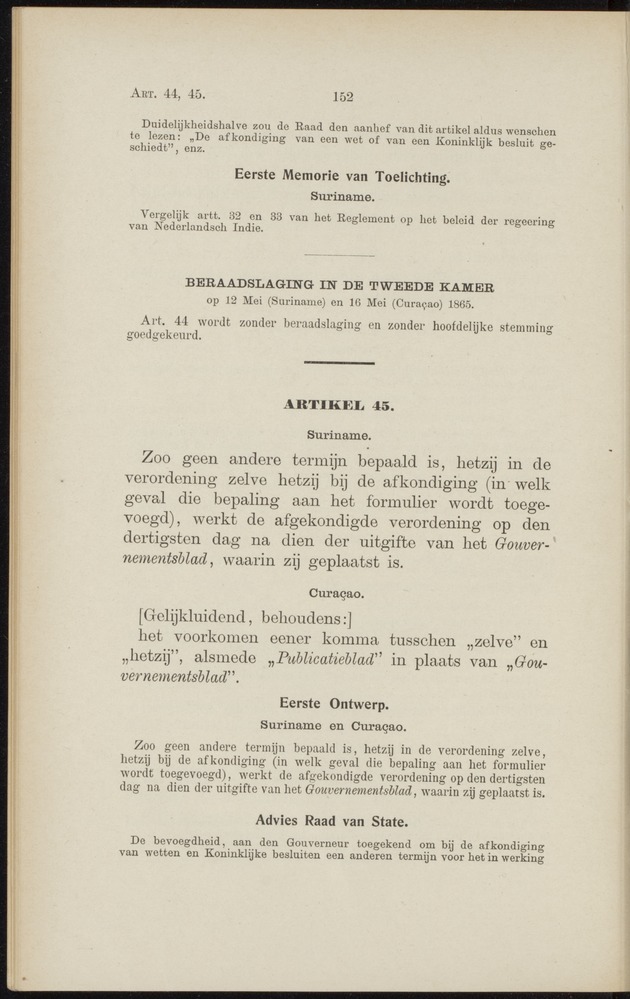 ART. 44, 45.
152
Duidelijkheidshalve zou de Raad den aanhef van dit artikel aldus wenschen
te lezen: „De afkondiging van een wet of van een Koninklijk besluit ge-
schiedt”, enz.
Eerste Memorie van Toelichting.
Suriname.
Vergelijk artt. 32 en 33 van het Reglement op het beleid der regeering
van Nederlandsch Indie.
BERAADSLAGING IN DE TWEEDE KAMER
op 12 Mei (Suriname) en 16 Mei (Curaçao) 1865.
Art. 44 wordt zonder beraadslaging en zonder hoofdelijke stemming
goedgekeurd.
ARTIKEL 45.
Suriname.
Zoo geen andere termijn bepaald is, hetzij in de
verordening zelve hetzij bij de afkondiging (in welk
geval die bepaling aan het formulier wordt toege-
voegd), werkt de afgekondigde verordening op den
dertigsten dag na dien der uitgifte van het Gouver-
nementsblad, waarin zij geplaatst is.
Curaçao.
[Gelijkluidend, behoudens:]
het voorkomen eener komma tusschen „zelve” en
„hetzij”, alsmede „Publicatieblad” in plaats van „Gou-
vernementsblad”.
Eerste Ontwerp.
Suriname en Curaçao.
Zoo geen andere termijn bepaald is, hetzij in de verordening zelve,
hetzij bij de afkondiging (in welk geval die bepaling aan het formulier
wordt toegevoegd), werkt de afgekondigde verordening op den dertigsten
dag na dien der uitgifte van het Gouvernementsblad, waarin zij geplaatst is.
Advies Raad van State.
De bevoegdheid, aan den Gouverneur toegekend om bij de afkondiging
van wetten en Koninklijke besluiten een anderen termijn voor het in werking